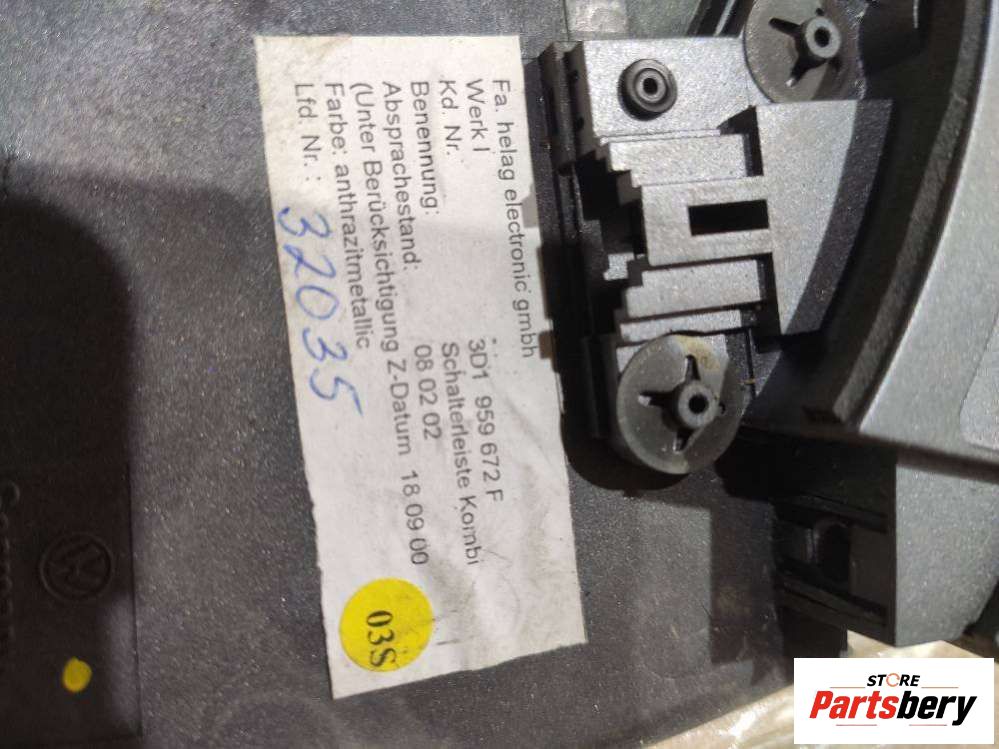 Fa. helag electronic gmbh
Werk I
Kd. Nr. 3D1 959 672 F
Benennung: Schalterleiste Kombi
Absprachestand: 08 02 02
(Unter Berücksichtigung Z-Datum 18 09 00
Farbe: anthrazitmetallic
Lfd. Nr. : 32035
03S
STORE
Partsbery